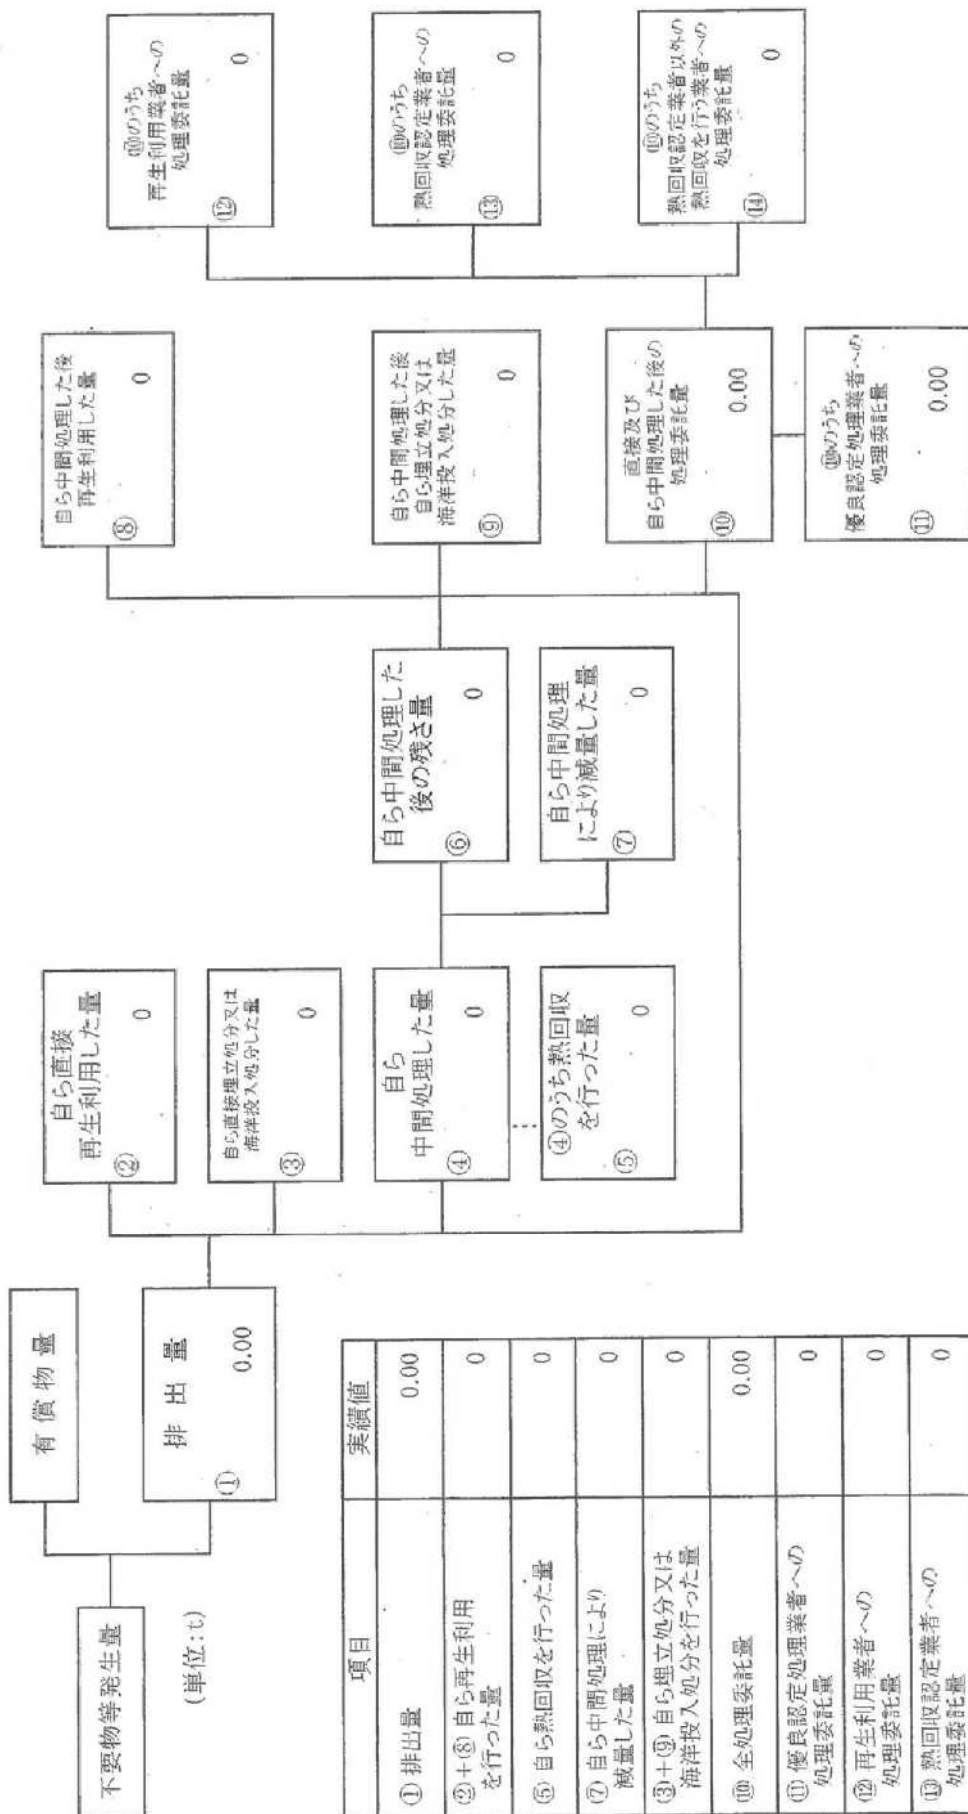 不要物等発生量
(単位:t)
有償物量
排出量
① 0.00
自ら直接
再生利用した量
② 0
自ら直接埋立処分又は
海洋投入処分した量
③ 0
自ら
中間処理した量
④ 0
④のうち熱回収
を行った量
⑤ 0
自ら中間処理した
後の残さ量
⑥ 0
自ら中間処理
により減量した量
⑦ 0
自ら中間処理した後
再生利用した量
⑧ 0
自ら中間処理した後
自ら埋立処分又は
海洋投入処分した量
⑨ 0
直接及び
自ら中間処理した後の
処理委託量
⑩ 0.00
⑩のうち
優良認定処理業者への
処理委託量
⑪ 0.00
⑩のうち
再生利用業者への
処理委託量
⑫ 0
⑩のうち
熱回収認定業者への
処理委託量
⑬ 0
⑩のうち
熱回収認定業者以外の
熱回収を行う業者への
処理委託量
⑭ 0
項目 実績値
① 排出量 0.00
②+⑧ 自ら再生利用
を行った量 0
⑤ 自ら熱回収を行った量 0
⑦ 自ら中間処理により
減量した量 0
③+⑨ 自ら埋立処分又は
海洋投入処分を行った量 0
⑩ 全処理委託量 0.00
⑪ 優良認定処理業者への
処理委託量 0
⑫ 再生利用業者への
処理委託量 0
⑬ 熱回収認定業者への
処理委託量 0